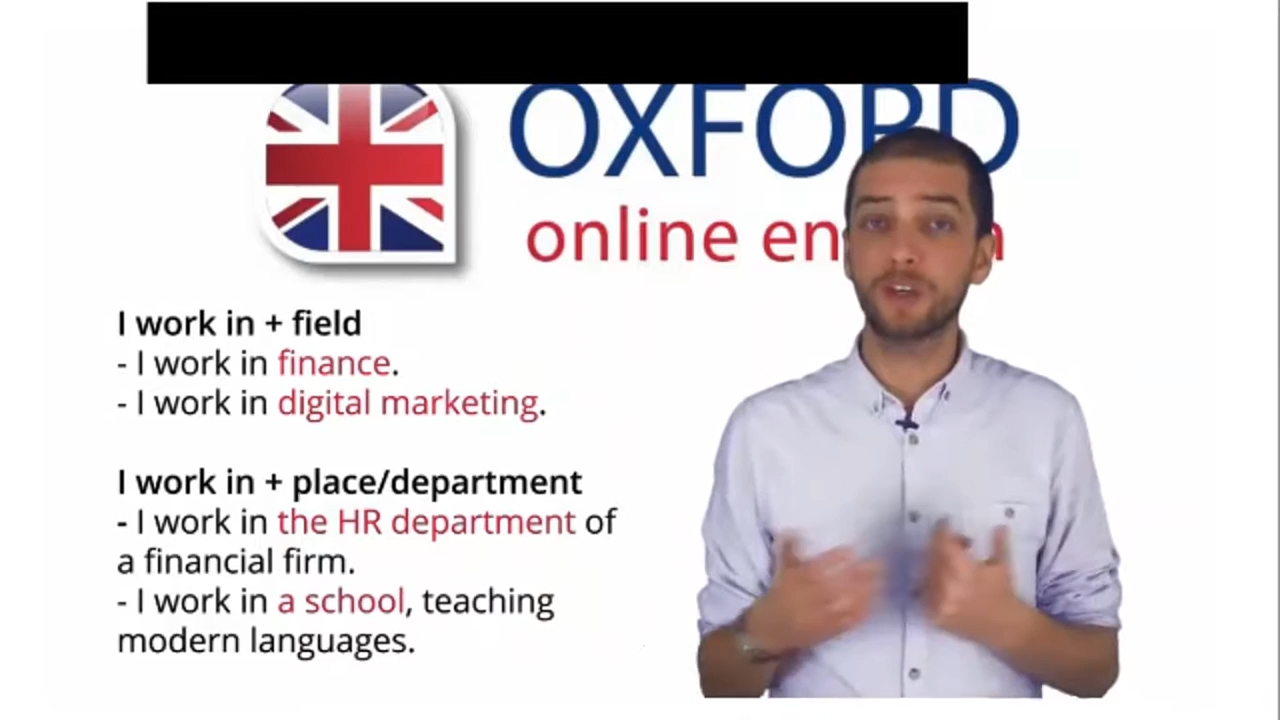 OXFORD
online en
I work in + field
- I work in finance.
- I work in digital marketing.
I work in + place/department
- I work in the HR department of
a financial firm.
- I work in a school, teaching
modern languages.